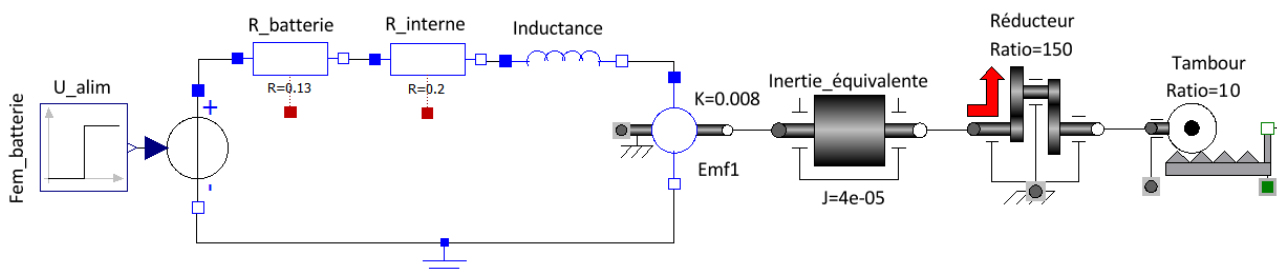 Fem_batterie
U_alim
+
-
R_batterie
R=0.13
R_interne
R=0.2
Inductance
K=0.008
Emf1
Inertie_équivalente
J=4e-05
Réducteur
Ratio=150
Tambour
Ratio=10